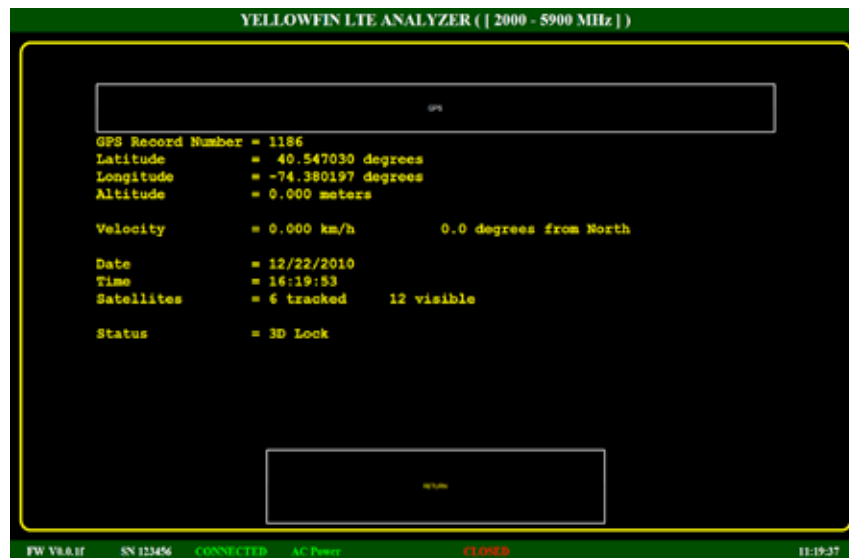 YELLOWFIN LTE ANALYZER ( [ 2000 - 5900 MHz ] )
GPS
GPS Record Number = 1186
Latitude = 40.547030 degrees
Longitude = -74.380197 degrees
Altitude = 0.000 meters
Velocity = 0.000 km/h 0.0 degrees from North
Date = 12/22/2010
Time = 16:19:53
Satellites = 6 tracked 12 visible
Status = 3D Lock
RETURN
FW V0.0.1f SN 123456 CONNECTED AC Power CLOSED 11:19:37